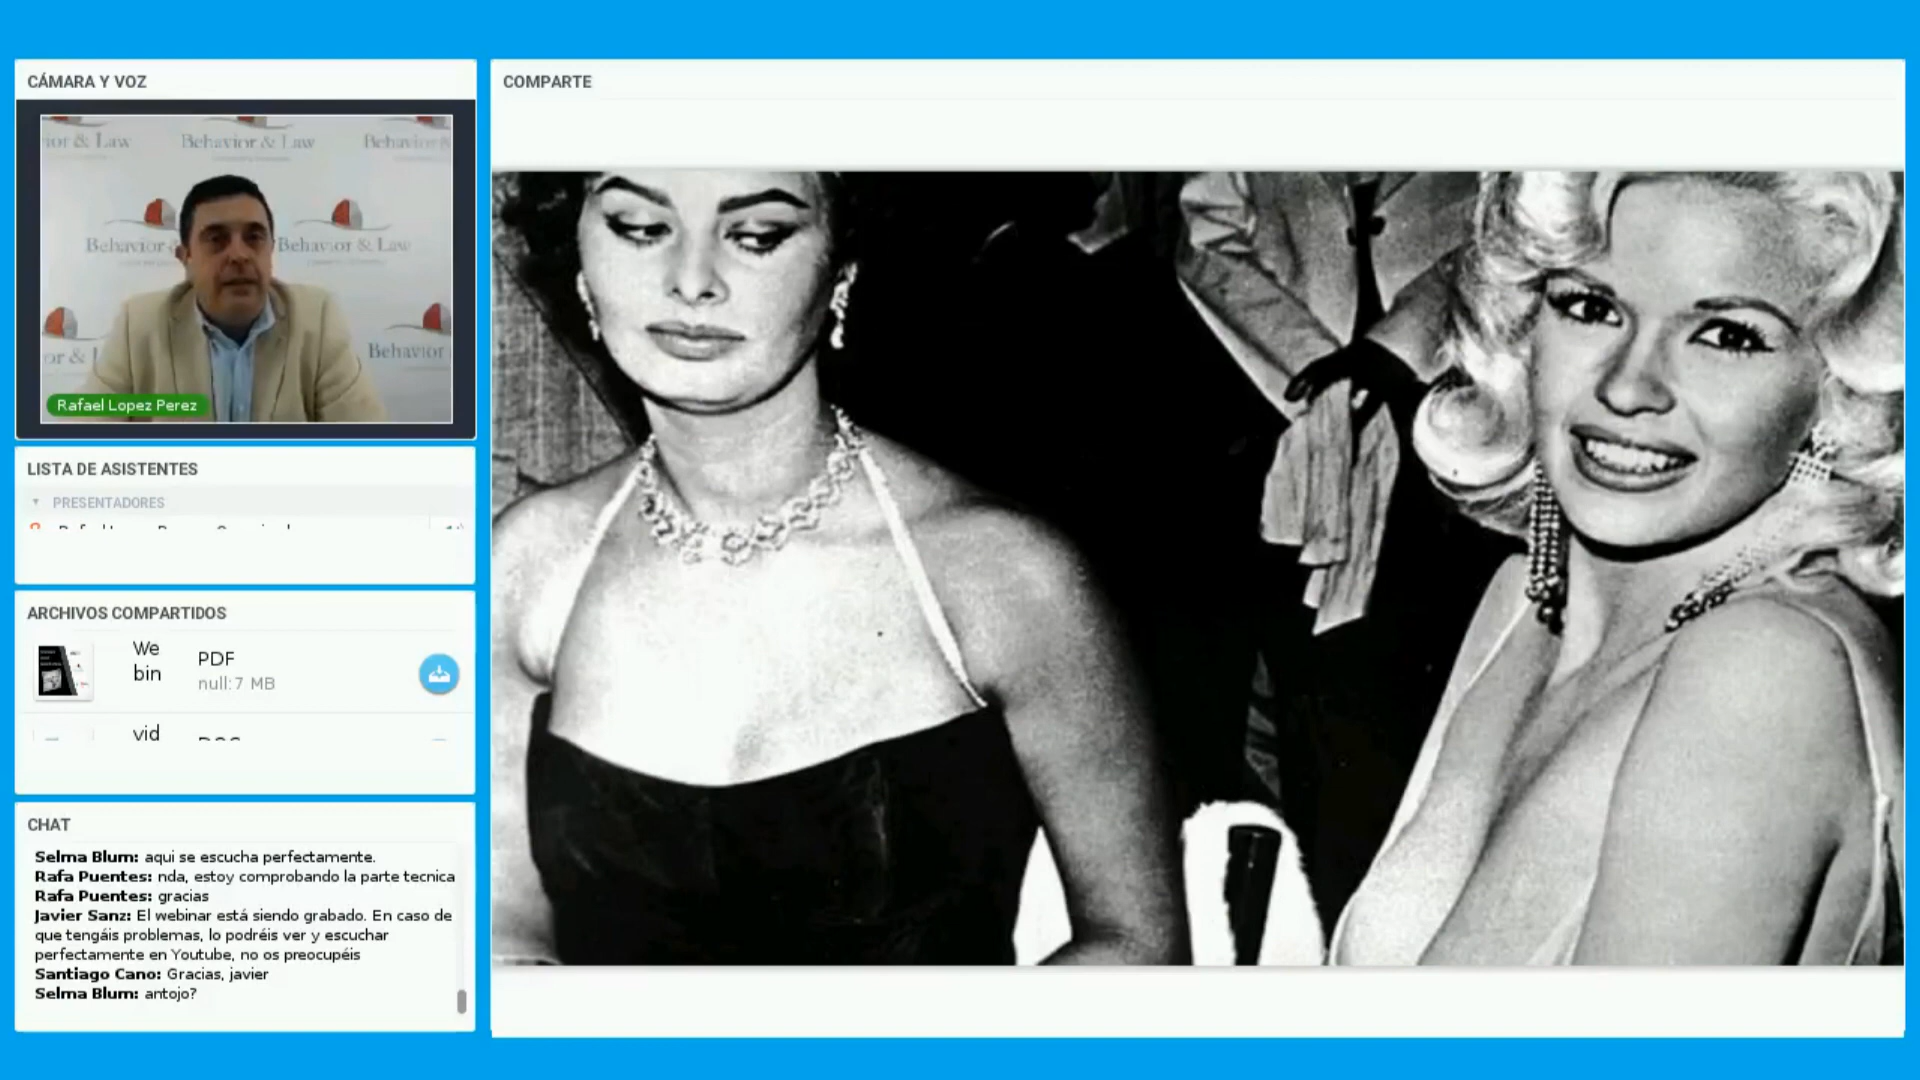 CÁMARA Y VOZ
ior & Law
Behavior & Law
Behavior &
Behavior &
Behavior & Law
or & L
Behavior
Rafael Lopez Perez
LISTA DE ASISTENTES
PRESENTADORES
ARCHIVOS COMPARTIDOS
We
bin
PDF
null:7 MB
vid
CHAT
Selma Blum: aqui se escucha perfectamente.
Rafa Puentes: nda, estoy comprobando la parte tecnica
Rafa Puentes: gracias
Javier Sanz: El webinar está siendo grabado. En caso de
que tengáis problemas, lo podréis ver y escuchar
perfectamente en Youtube, no os preocupéis
Santiago Cano: Gracias, javier
Selma Blum: antojo?
COMPARTE